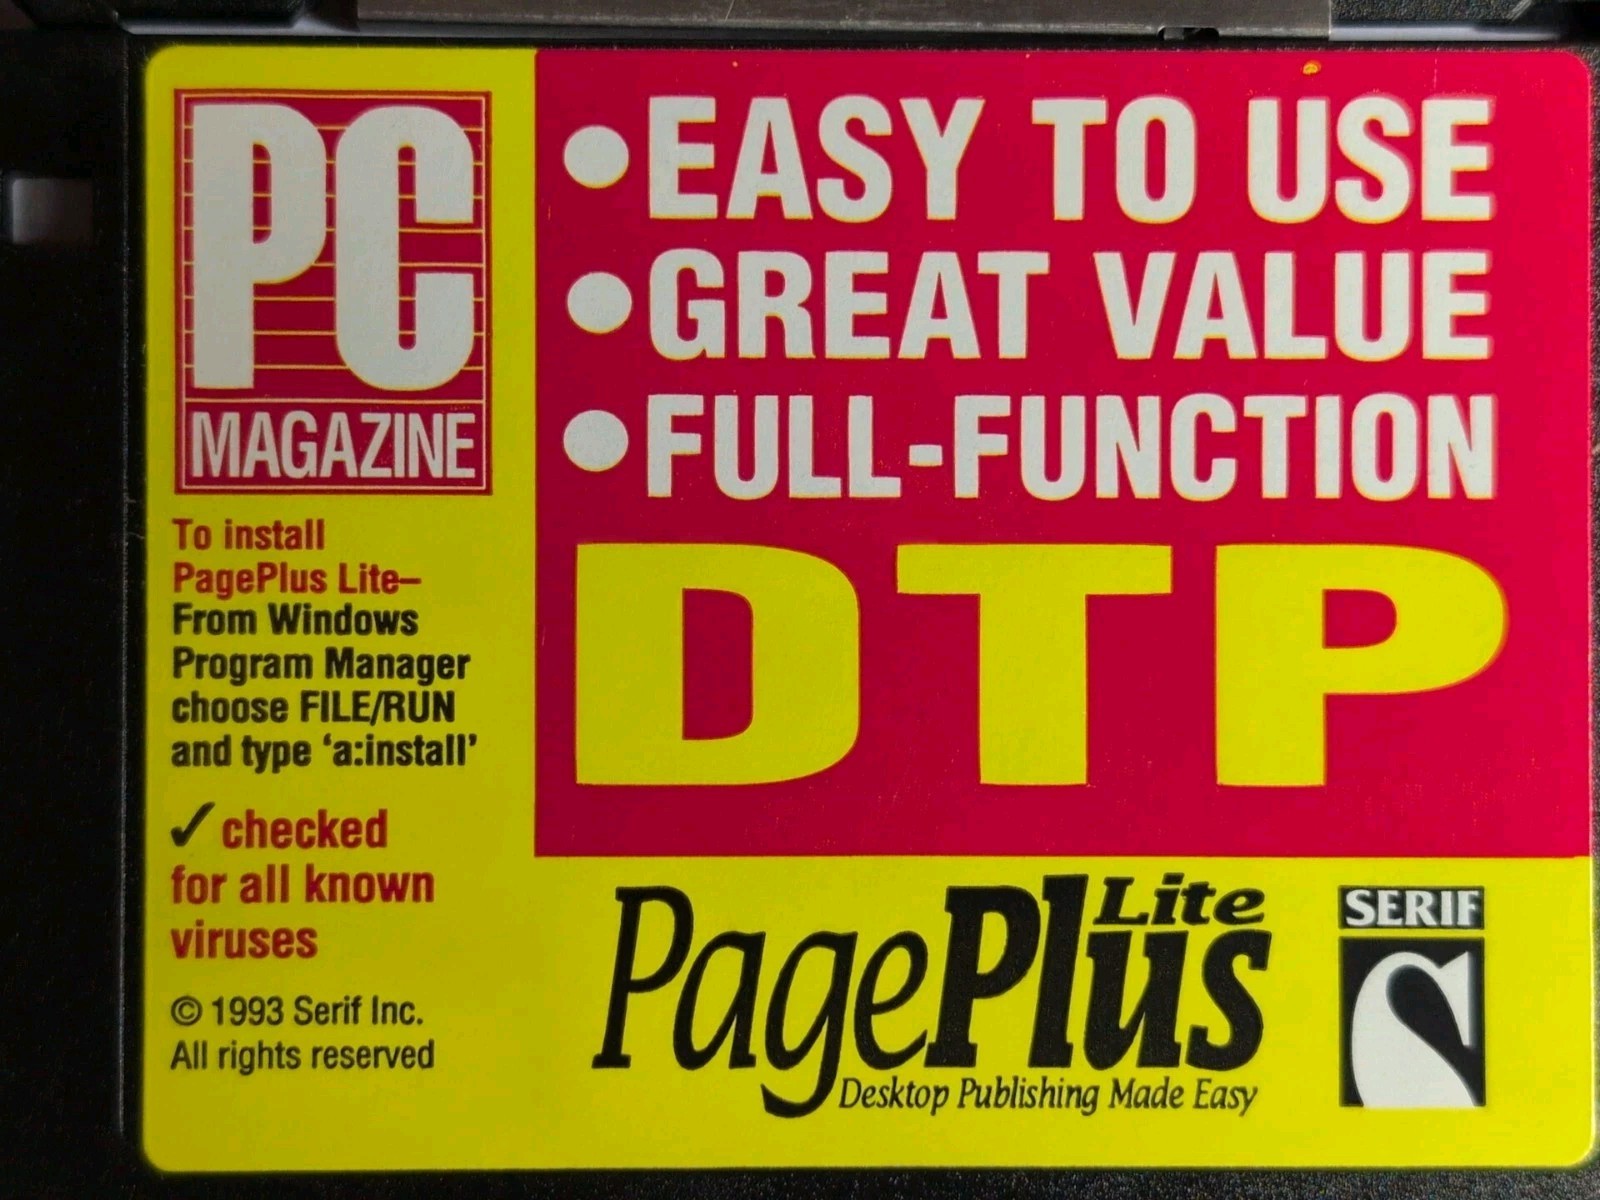 PC
MAGAZINE
To install
PagePlus Lite–
From Windows
Program Manager
choose FILE/RUN
and type ‘a:install’
✓ checked
for all known
viruses
© 1993 Serif Inc.
All rights reserved
•EASY TO USE
•GREAT VALUE
•FULL-FUNCTION
DTP
PagePlus Lite
Desktop Publishing Made Easy
SERIF